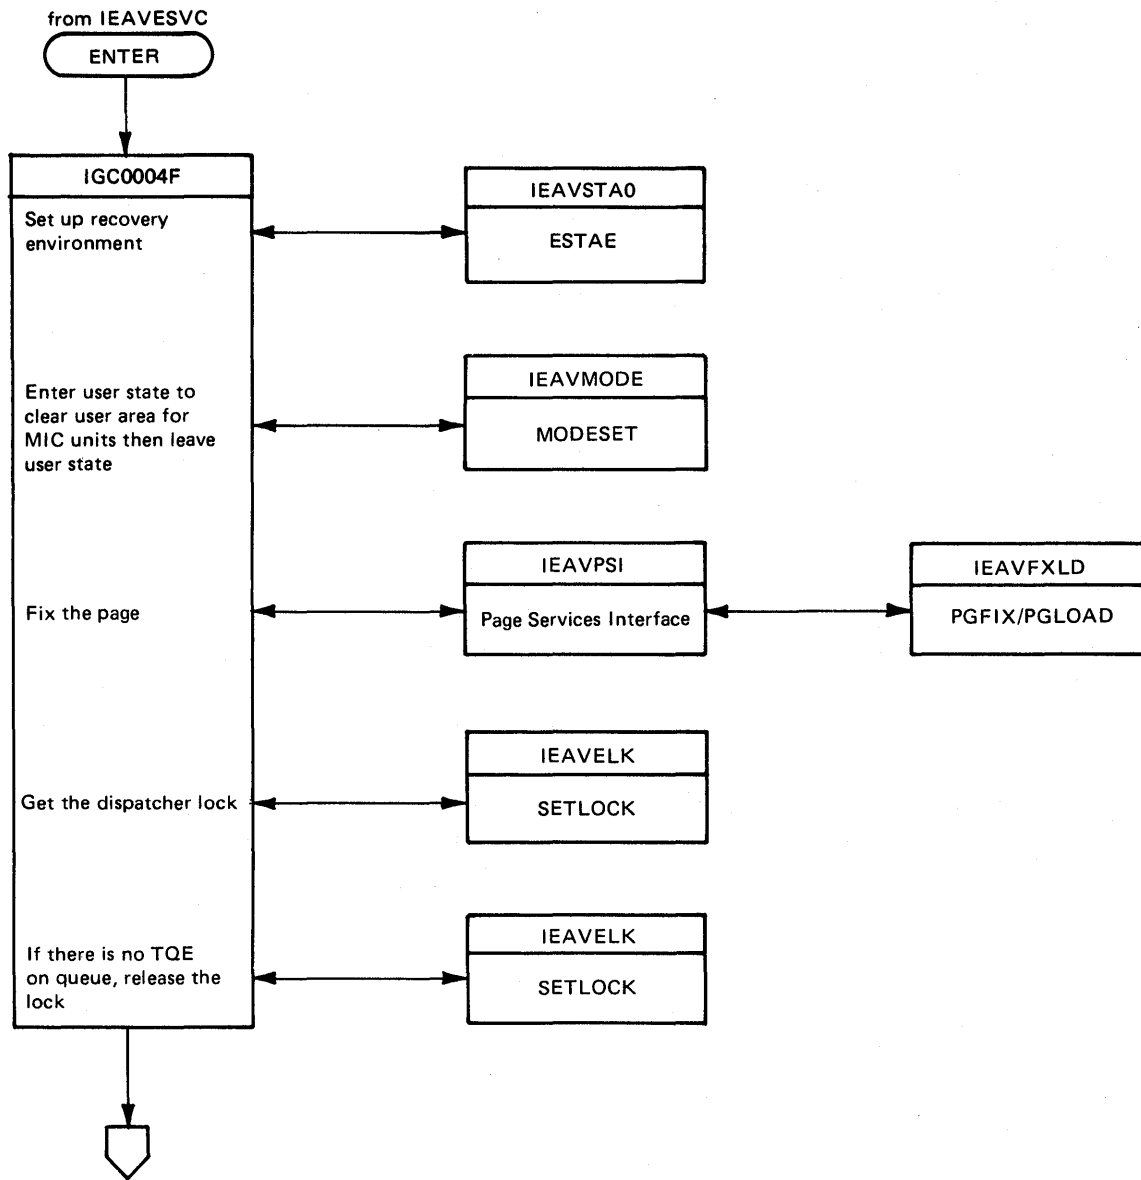 from IEAVESVC
ENTER
IGC0004F
Set up recovery
environment
IEAVSTA0
ESTAE
Enter user state to
clear user area for
MIC units then leave
user state
IEAVMODE
MODESET
Fix the page
IEAVPSI
Page Services Interface
IEAVFXLD
PGFIX/PGLOAD
Get the dispatcher lock
IEAVELK
SETLOCK
If there is no TQE
on queue, release the
lock
IEAVELK
SETLOCK